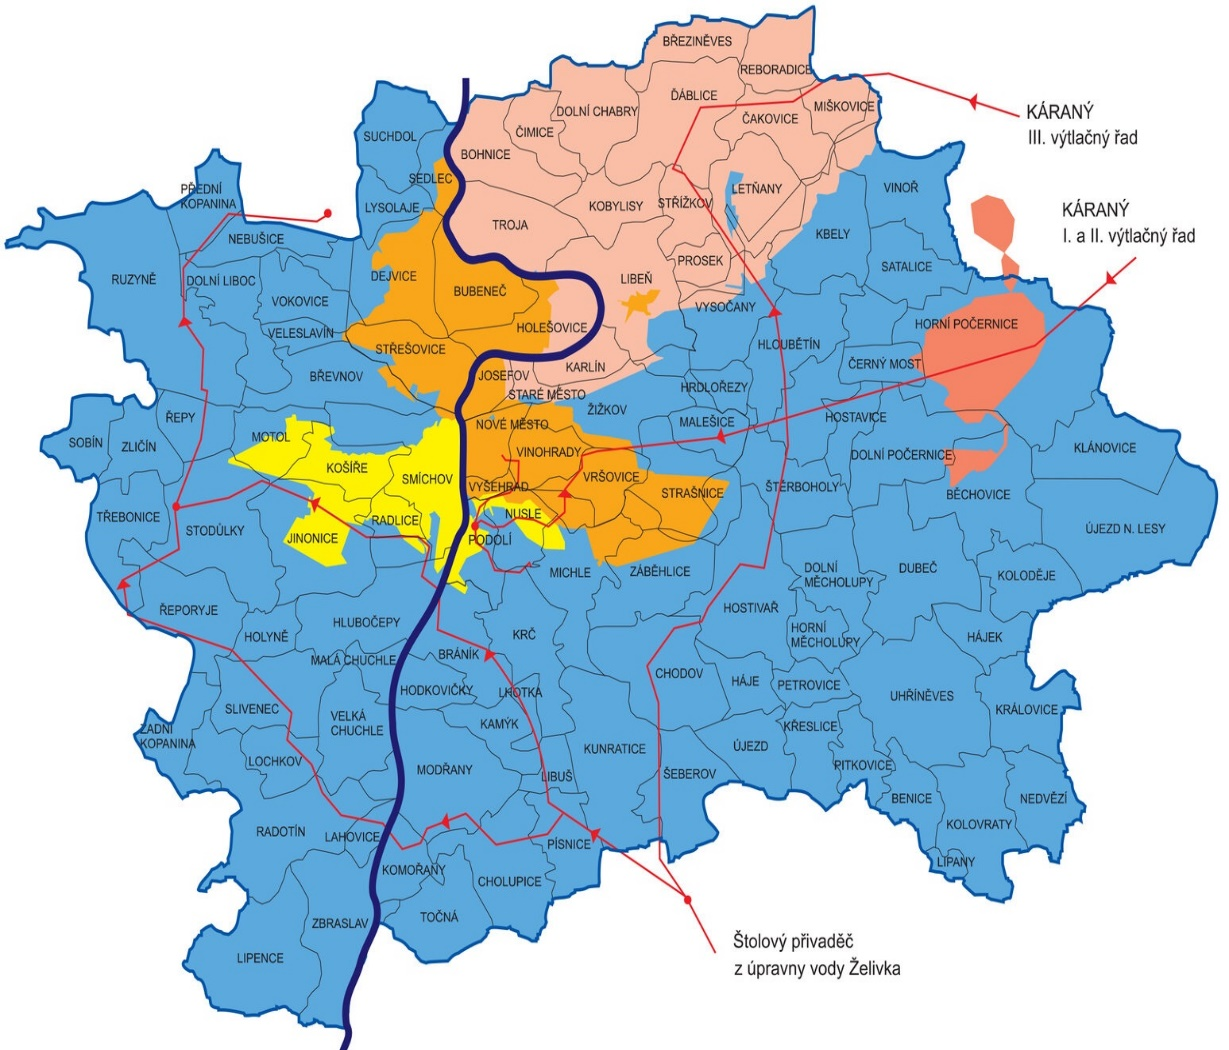 BŘEZINĚVES
REBORADICE
ĎÁBLICE
MIŠKOVICE
DOLNÍ CHABRY
ČAKOVICE
ČIMICE
KÁRANÝ
III. výtlačný řad
SUCHDOL
BOHNICE
SEDLEC
PŘEDNÍ
KOPANINA
LETŇANY
VINOŘ
LYSOLAJE
KOBYLISY
STŘÍŽKOV
KÁRANÝ
I. a II. výtlačný řad
TROJA
NEBUŠICE
KBELY
RUZYNĚ
DOLNÍ LIBOC
DEJVICE
PROSEK
SATALICE
LIBEŇ
BUBENEČ
VOKOVICE
VYSOČANY
HOLEŠOVICE
HORNÍ POČERNICE
VELESLAVÍN
STŘEŠOVICE
HLOUBĚTÍN
BŘEVNOV
JOSEFOV
KARLÍN
ČERNÝ MOST
STARÉ MĚSTO
HRDLOŘEZY
ŽIŽKOV
ŘEPY
NOVÉ MĚSTO
MALEŠICE
HOSTAVICE
SOBÍN
ZLIČÍN
MOTOL
VINOHRADY
DOLNÍ POČERNICE
KLÁNOVICE
KOŠÍŘE
SMÍCHOV
VRŠOVICE
VYŠEHRAD
STRAŠNICE
ŠTĚRBOHOLY
BĚCHOVICE
TŘEBONICE
STODŮLKY
RADLICE
NUSLE
JINONICE
PODOLÍ
ÚJEZD N. LESY
MICHLE
ZÁBĚHLICE
DOLNÍ
MĚCHOLUPY
DUBEČ
KOLODĚJE
ŘEPORYJE
HLUBOČEPY
HOSTIVAŘ
HOLYNĚ
KRČ
HORNÍ
MĚCHOLUPY
HÁJEK
MALÁ CHUCHLE
BRÁNÍK
CHODOV
HÁJE
PETROVICE
HODKOVIČKY
LHOTKA
UHŘÍNĚVES
SLIVENEC
VELKÁ
CHUCHLE
KAMÝK
KŘESLICE
KRÁLOVICE
ZADNÍ
KOPANINA
KUNRATICE
ÚJEZD
LOCHKOV
MODŘANY
LIBUŠ
ŠEBEROV
PITKOVICE
BENICE
NEDVĚZÍ
RADOTÍN
LAHOVICE
KOLOVRATY
PÍSNICE
KOMOŘANY
LIPANY
CHOLUPICE
ZBRASLAV
TOČNÁ
LIPENCE
Štolový přivaděč
z úpravny vody Želivka